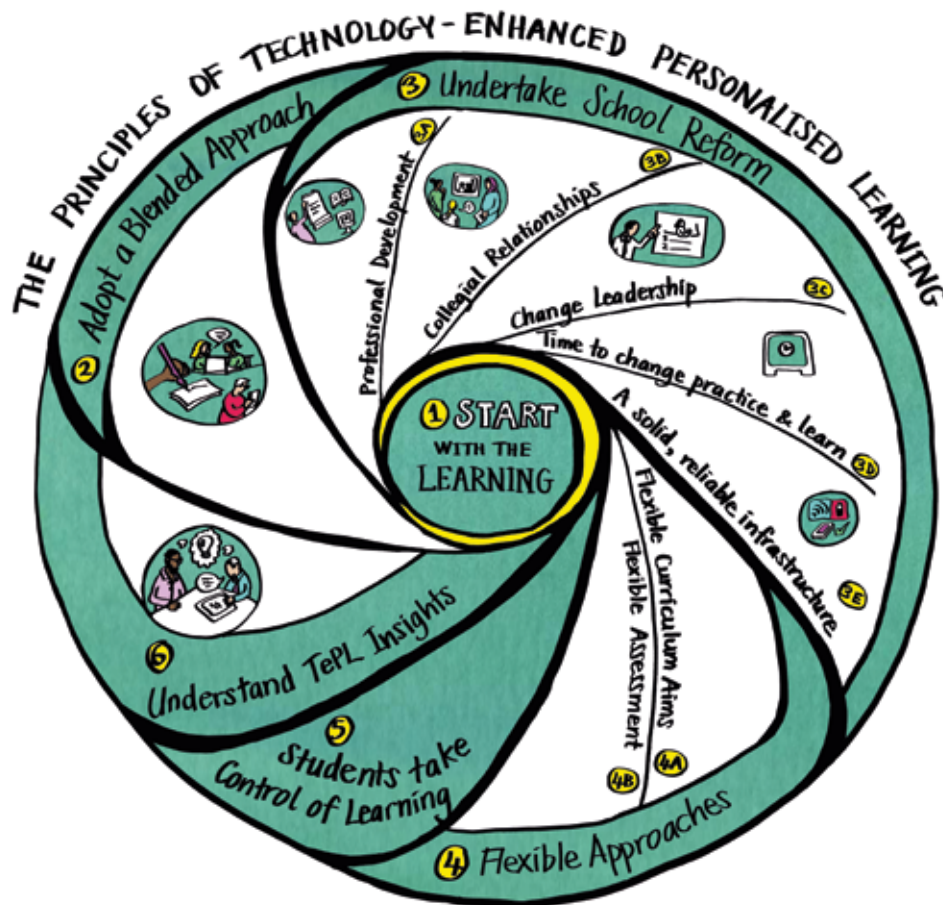 THE PRINCIPLES OF TECHNOLOGY-ENHANCED PERSONALISED LEARNING
1 START
WITH THE
LEARNING
2 Adopt a Blended Approach
3 Undertake School Reform
3A
Professional Development
3B
Collegial Relationships
3C
Change Leadership
Time to change practice & learn 3D
A solid, reliable infrastructure 3E
4 Flexible Approaches
Flexible Curriculum Aims 4A
Flexible Assessment 4B
5
Students take
Control of Learning
6
Understand TePL Insights